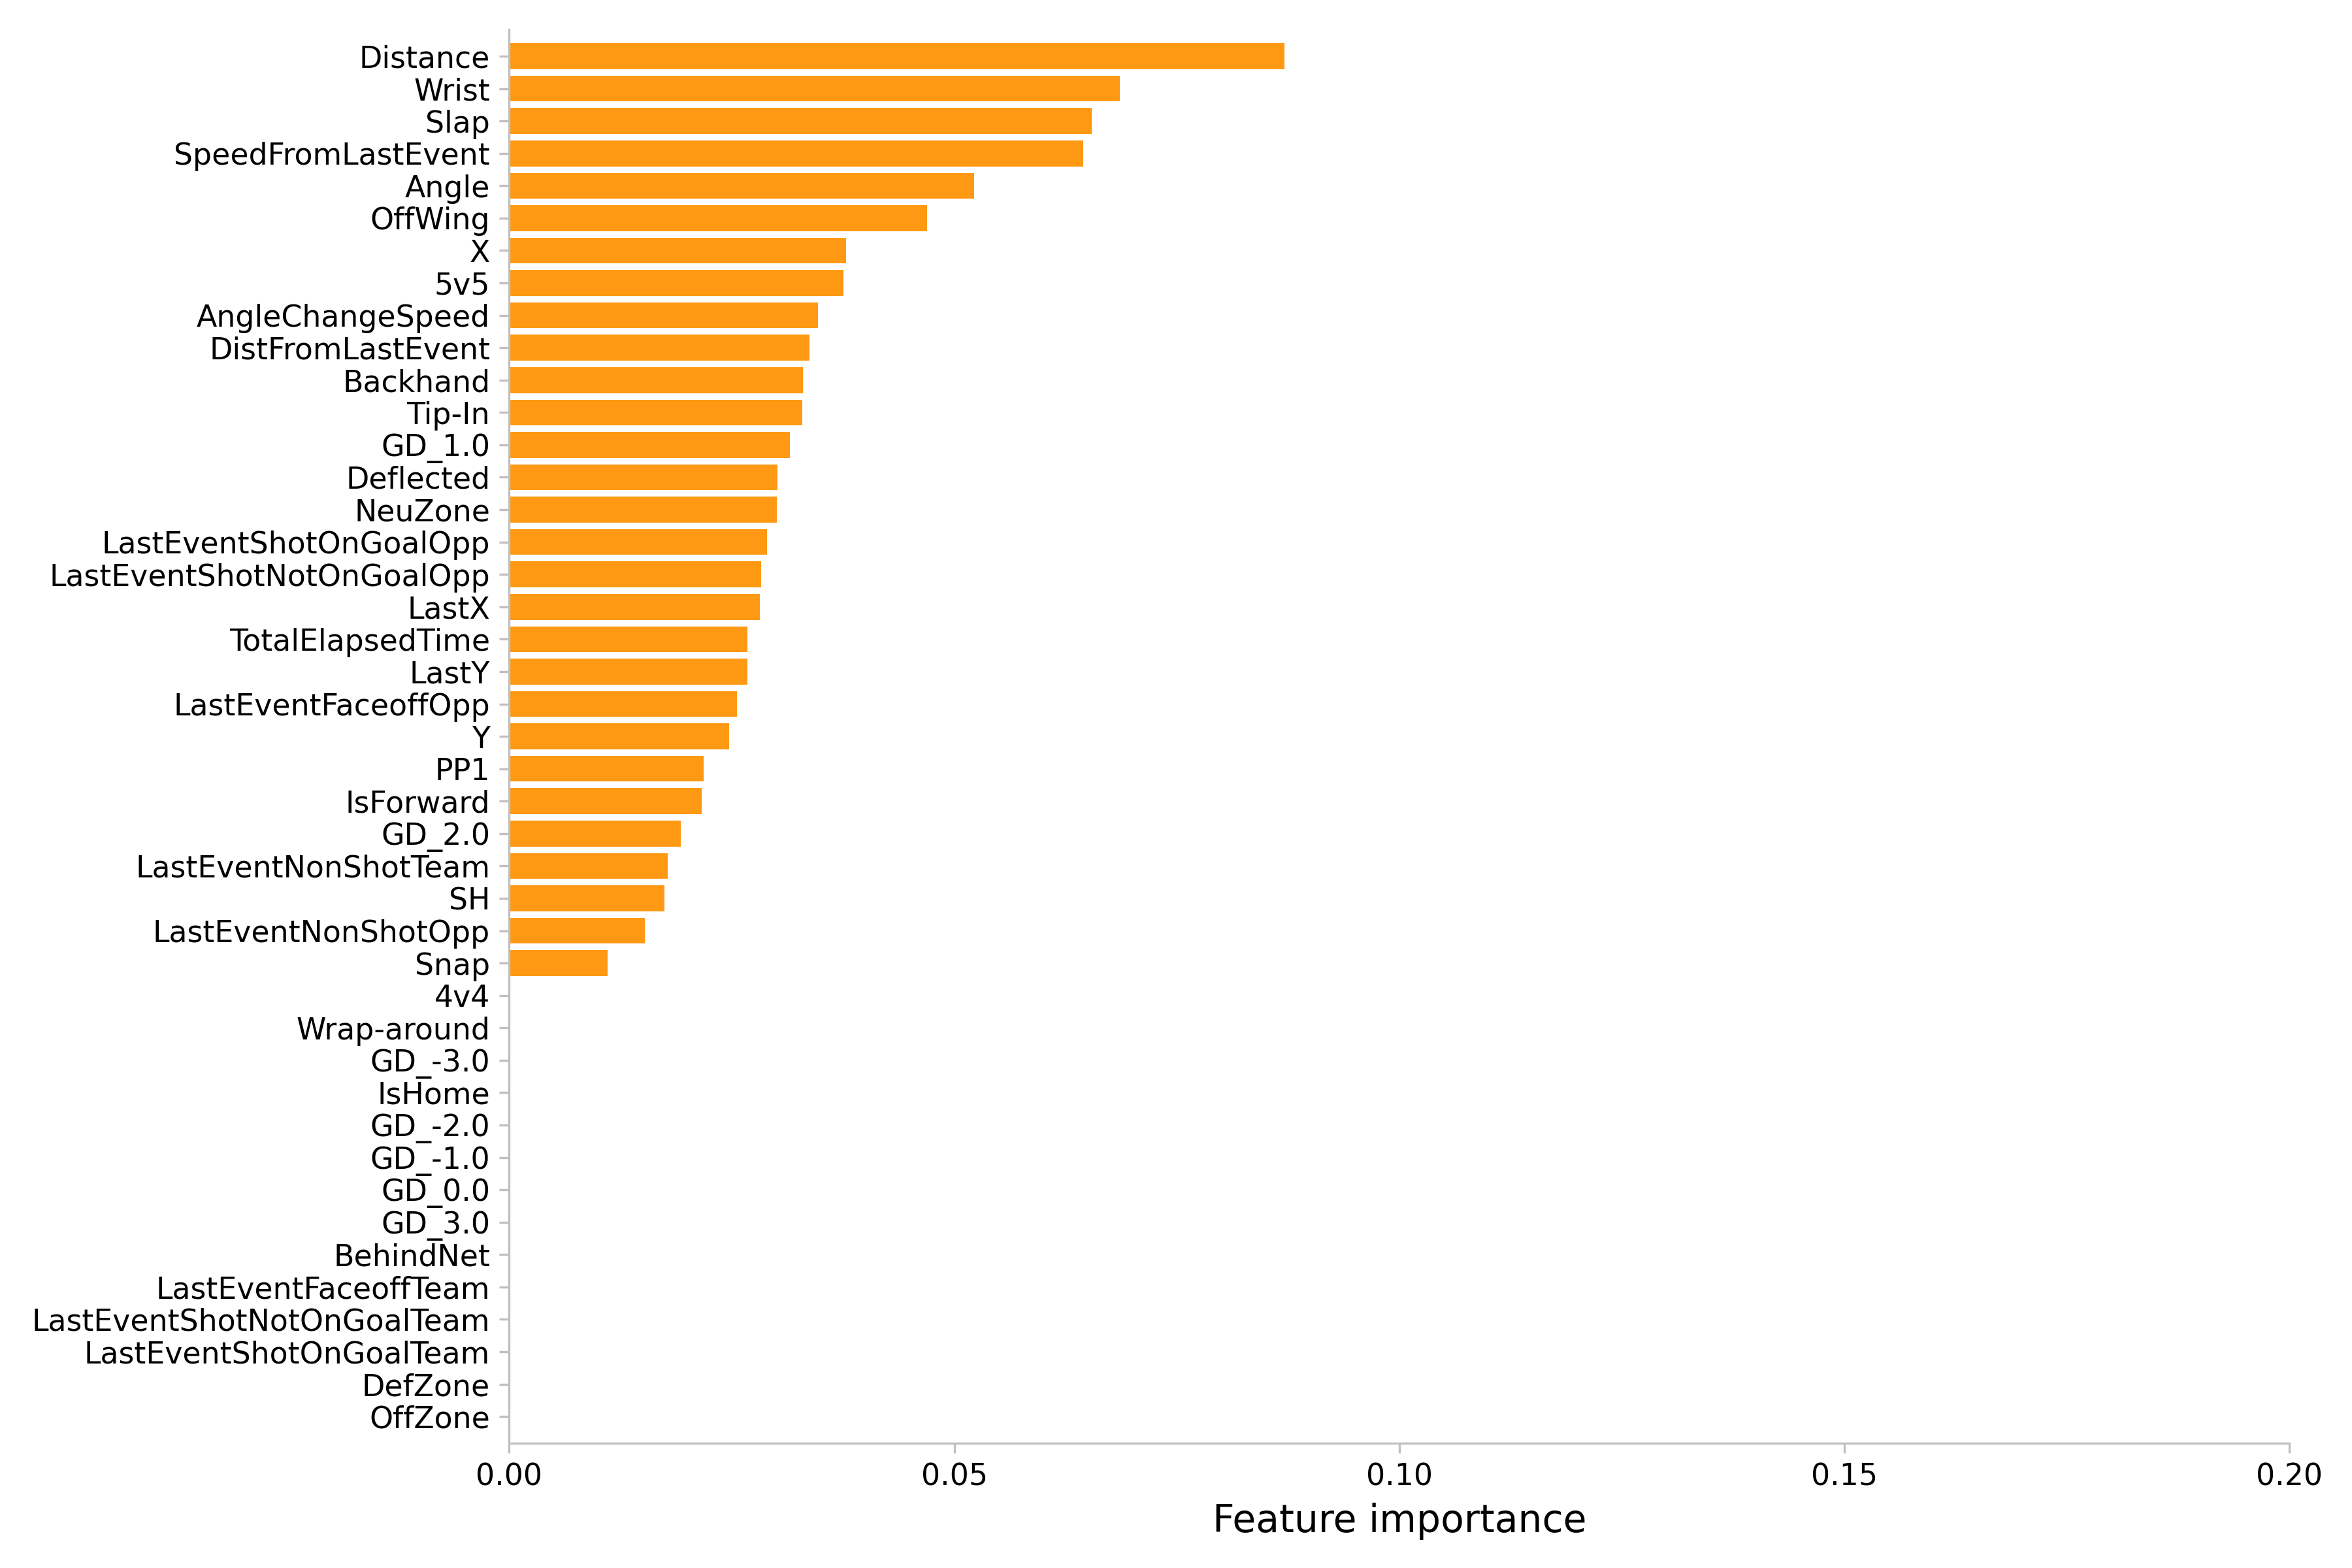 Distance
Wrist
Slap
SpeedFromLastEvent
Angle
OffWing
X
5v5
AngleChangeSpeed
DistFromLastEvent
Backhand
Tip-In
GD_1.0
Deflected
NeuZone
LastEventShotOnGoalOpp
LastEventShotNotOnGoalOpp
LastX
TotalElapsedTime
LastY
LastEventFaceoffOpp
Y
PP1
IsForward
GD_2.0
LastEventNonShotTeam
SH
LastEventNonShotOpp
Snap
4v4
Wrap-around
GD_-3.0
IsHome
GD_-2.0
GD_-1.0
GD_0.0
GD_3.0
BehindNet
LastEventFaceoffTeam
LastEventShotNotOnGoalTeam
LastEventShotOnGoalTeam
DefZone
OffZone
0.00 0.05 0.10 0.15 0.20
Feature importance